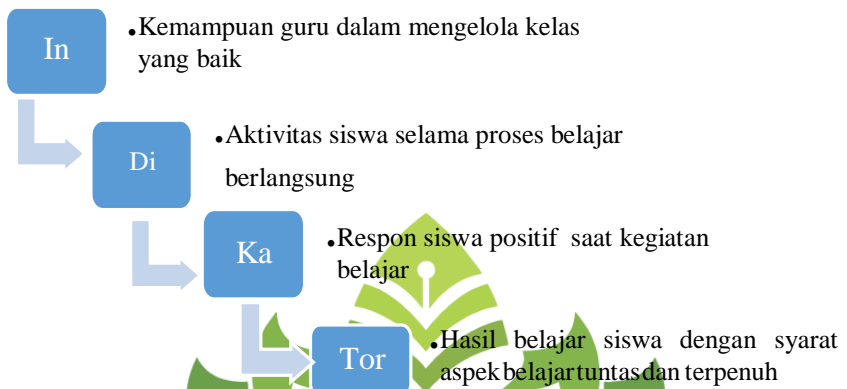 In
•Kemampuan guru dalam mengelola kelas
yang baik
Di
•Aktivitas siswa selama proses belajar
berlangsung
Ka
•Respon siswa positif saat kegiatan
belajar
Tor
•Hasil belajar siswa dengan syarat
aspek belajar tuntas dan terpenuh